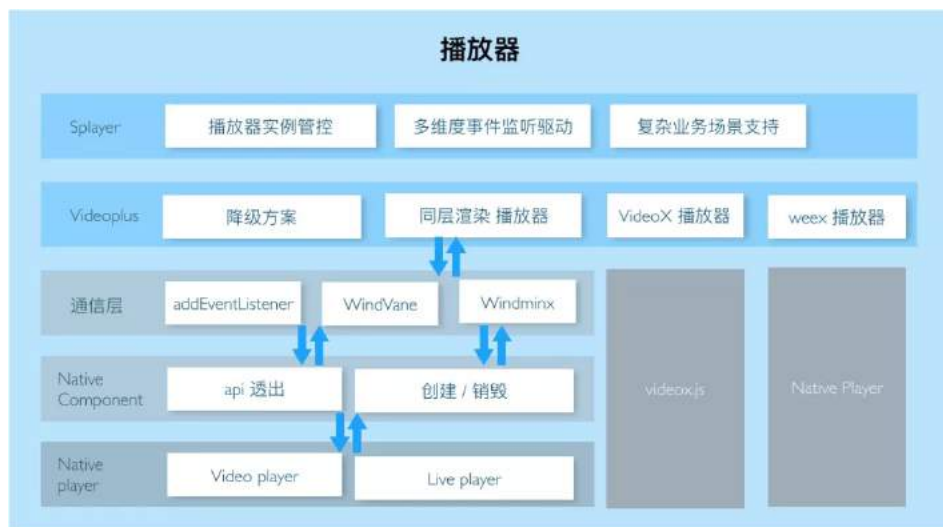 播放器
Splayer
播放器实例管控
多维度事件监听驱动
复杂业务场景支持
Videoplus
降级方案
同层渲染 播放器
VideoX 播放器
weex 播放器
通信层
addEventListener
WindVane
Windminx
Native
Component
api 透出
创建 / 销毁
videox.js
Native Player
Native
player
Video player
Live player